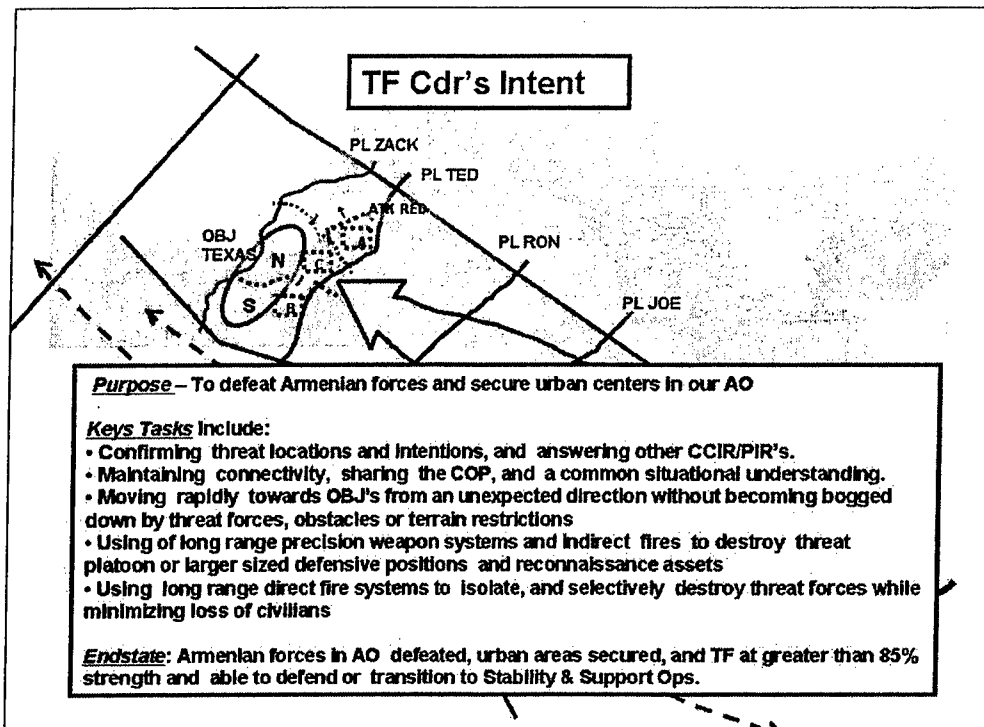 TF Cdr's Intent
PL ZACK
PL TED
ATK RED
OBJ
TEXAS
N
C
A
S
R
PL RON
PL JOE
Purpose – To defeat Armenian forces and secure urban centers in our AO
Keys Tasks Include:
• Confirming threat locations and intentions, and answering other CCIR/PIR's.
• Maintaining connectivity, sharing the COP, and a common situational understanding.
• Moving rapidly towards OBJ's from an unexpected direction without becoming bogged
down by threat forces, obstacles or terrain restrictions
• Using of long range precision weapon systems and indirect fires to destroy threat
platoon or larger sized defensive positions and reconnaissance assets
• Using long range direct fire systems to isolate, and selectively destroy threat forces while
minimizing loss of civilians
Endstate: Armenian forces in AO defeated, urban areas secured, and TF at greater than 85%
strength and able to defend or transition to Stability & Support Ops.